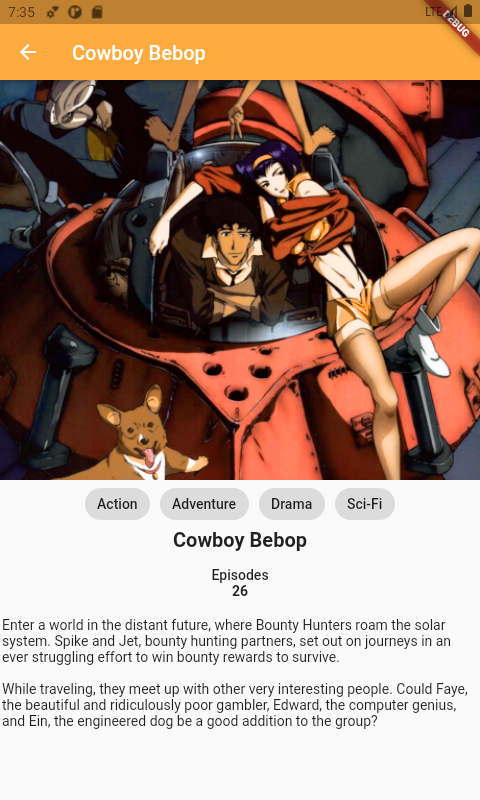 7:35
LTE
DEBUG
Cowboy Bebop
Action Adventure Drama Sci-Fi
Cowboy Bebop
Episodes
26
Enter a world in the distant future, where Bounty Hunters roam the solar
system. Spike and Jet, bounty hunting partners, set out on journeys in an
ever struggling effort to win bounty rewards to survive.
While traveling, they meet up with other very interesting people. Could Faye,
the beautiful and ridiculously poor gambler, Edward, the computer genius,
and Ein, the engineered dog be a good addition to the group?